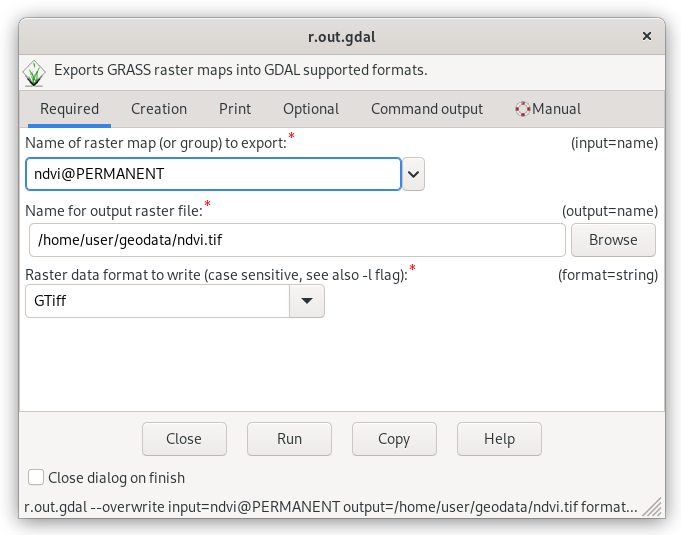 r.out.gdal ×
Exports GRASS raster maps into GDAL supported formats.
Required Creation Print Optional Command output Manual
Name of raster map (or group) to export:* (input=name)
ndvi@PERMANENT
Name for output raster file:* (output=name)
/home/user/geodata/ndvi.tif Browse
Raster data format to write (case sensitive, see also -l flag):* (format=string)
GTiff
Close Run Copy Help
Close dialog on finish
r.out.gdal --overwrite input=ndvi@PERMANENT output=/home/user/geodata/ndvi.tif format...